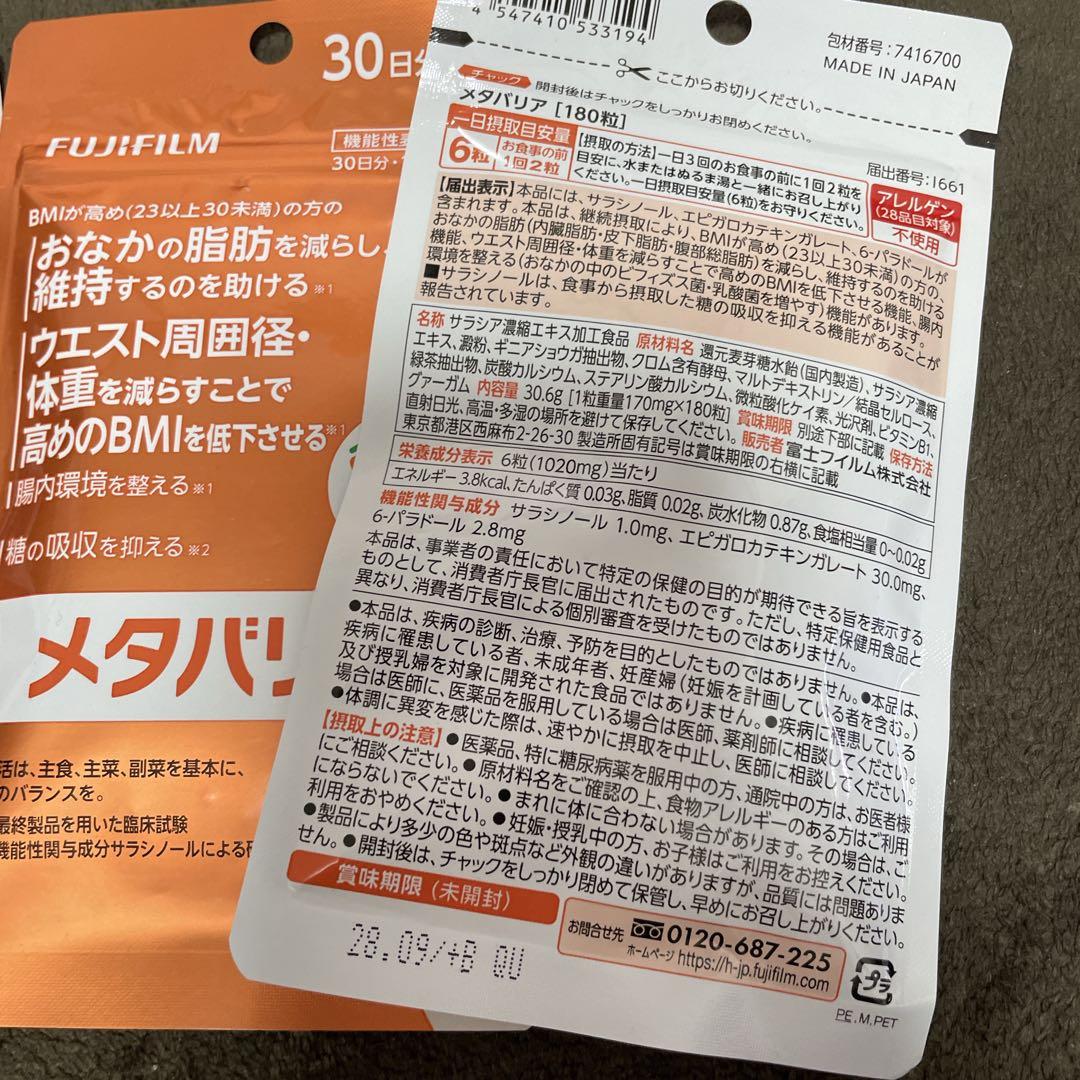 30日分
FUJIFILM
機能性表
30日分・1
BMIが高め(23以上30未満)の方の
おなかの脂肪を減らし、
維持するのを助ける※1
ウエスト周囲径・
体重を減らすことで
高めのBMIを低下させる※1
腸内環境を整える※1
糖の吸収を抑える※2
メタバリ
活は、主食、主菜、副菜を基本に、
のバランスを。
最終製品を用いた臨床試験
機能性関与成分サラシノールによる研
4 547410 533194
包材番号:7416700
MADE IN JAPAN
ここからお切りください。
チャック 開封後はチャックをしっかりお閉めください。
メタバリア [180粒]
届出番号:I661
一日摂取目安量
6粒 お食事の前
1回2粒
【摂取の方法】一日3回のお食事の前に1回2粒を
目安に、水またはぬるま湯と一緒にお召し上がり
ください。一日摂取目安量(6粒)をお守りください。
アレルゲン
(28品目対象)
不使用
【届出表示】本品には、サラシノール、エピガロカテキンガレート、6-パラドールが
含まれます。本品は、継続摂取により、BMIが高め(23以上30未満)の方の、
おなかの脂肪(内臓脂肪・皮下脂肪・腹部総脂肪)を減らし、維持するのを助ける
機能、ウエスト周囲径・体重を減らすことで高めのBMIを低下させる機能、腸内
環境を整える(おなかの中のビフィズス菌・乳酸菌を増やす)機能があります。
■サラシノールは、食事から摂取した糖の吸収を抑える機能があることが
報告されています。
名称 サラシア濃縮エキス加工食品 原材料名 還元麦芽糖水飴(国内製造)、サラシア濃縮
エキス、澱粉、ギニアショウガ抽出物、クロム含有酵母、マルトデキストリン/結晶セルロース、
緑茶抽出物、炭酸カルシウム、ステアリン酸カルシウム、微粒酸化ケイ素、光沢剤、ビタミンB1、
グァーガム 内容量 30.6g [1粒重量170mg×180粒] 賞味期限 別途下部に記載 保存方法
直射日光、高温・多湿の場所を避けて保存してください。 販売者 富士フイルム株式会社
東京都港区西麻布2-26-30 製造所固有記号は賞味期限の右横に記載
栄養成分表示 6粒(1020mg)当たり
エネルギー 3.8kcal、たんぱく質 0.03g、脂質 0.02g、炭水化物 0.87g、食塩相当量 0~0.02g
機能性関与成分 サラシノール 1.0mg、エピガロカテキンガレート 30.0mg、
6-パラドール 2.8mg
本品は、事業者の責任において特定の保健の目的が期待できる旨を表示する
ものとして、消費者庁長官に届出されたものです。ただし、特定保健用食品と
異なり、消費者庁長官による個別審査を受けたものではありません。
●本品は、疾病の診断、治療、予防を目的としたものではありません。●本品は、
疾病に罹患している者、未成年者、妊産婦(妊娠を計画している者を含む。)
及び授乳婦を対象に開発された食品ではありません。●疾病に罹患している
場合は医師に、医薬品を服用している場合は医師、薬剤師に相談してください。
●体調に異変を感じた際は、速やかに摂取を中止し、医師に相談してください。
【摂取上の注意】●医薬品、特に糖尿病薬を服用中の方、通院中の方は、お医者様
にご相談ください。●原材料名をご確認の上、食物アレルギーのある方はご利用
にならないでください。●まれに体に合わない場合があります。その場合は、ご
利用をおやめください。●妊娠・授乳中の方、お子様はご利用をお控えください。
●製品により多少の色や斑点など外観の違いがありますが、品質には問題ありま
せん。●開封後は、チャックをしっかり閉めて保管し、早めにお召し上がりください。
賞味期限(未開封)
28.09/+B QU
お問合せ先 0120-687-225
ホームページ https://h-jp.fujifilm.com
プラ
PE, M, PET